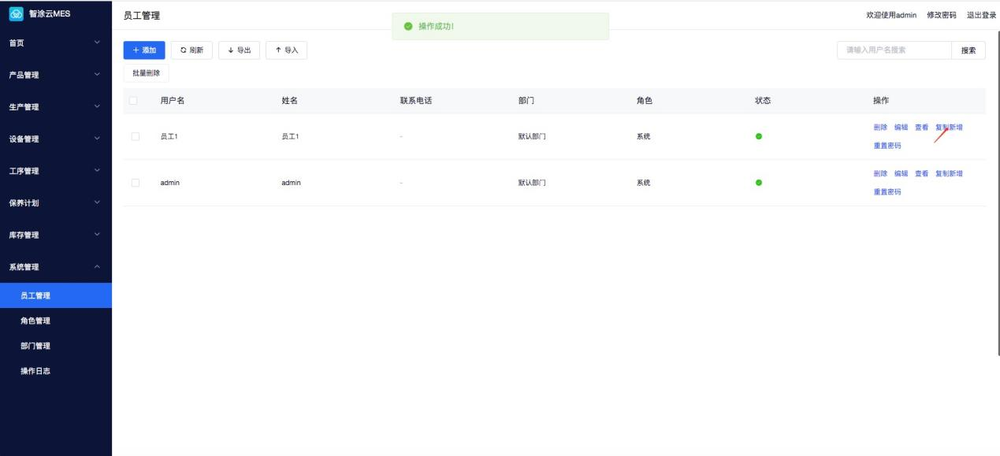 智涂云MES
首页
产品管理
生产管理
设备管理
工序管理
保养计划
库存管理
系统管理
员工管理
角色管理
部门管理
操作日志
员工管理
操作成功!
欢迎使用admin 修改密码 退出登录
添加 刷新 导出 导入
请输入用户名搜索 搜索
批量删除
用户名 姓名 联系电话 部门 角色 状态 操作
员工1 员工1 - 默认部门 系统 删除 编辑 查看 复制新增
重置密码
admin admin - 默认部门 系统 删除 编辑 查看 复制新增
重置密码